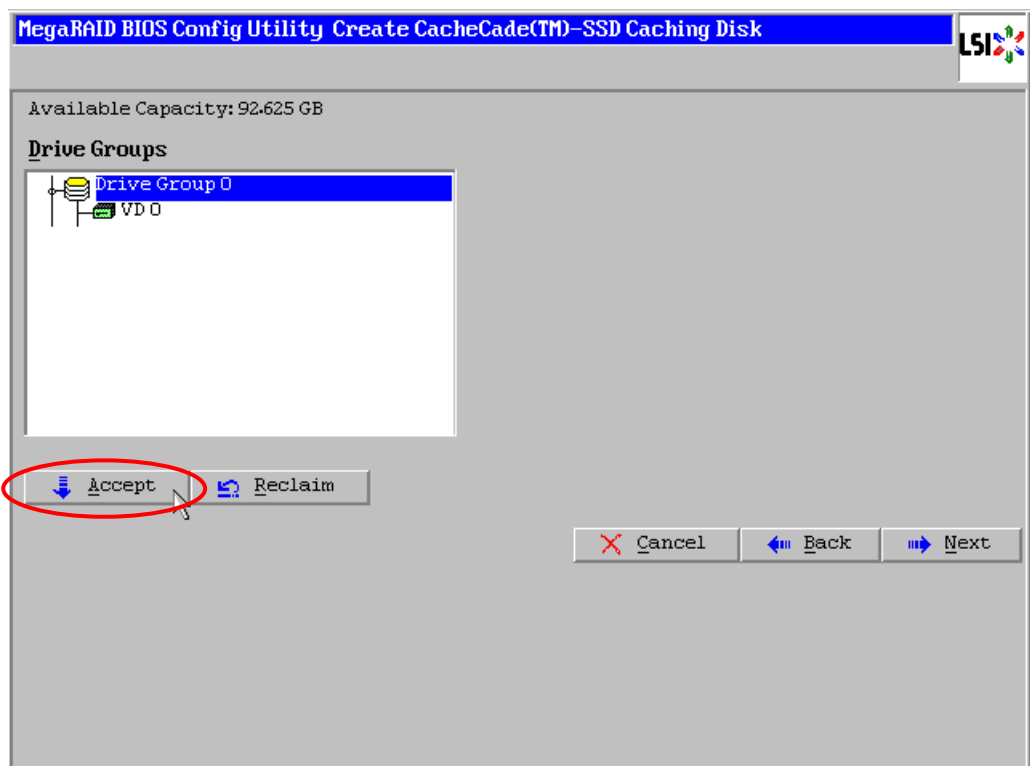 MegaRAID BIOS Config Utility Create CacheCade(TM)-SSD Caching Disk
LSI
Available Capacity: 92.625 GB
Drive Groups
Drive Group 0
VD 0
Accept Reclaim
Cancel Back Next